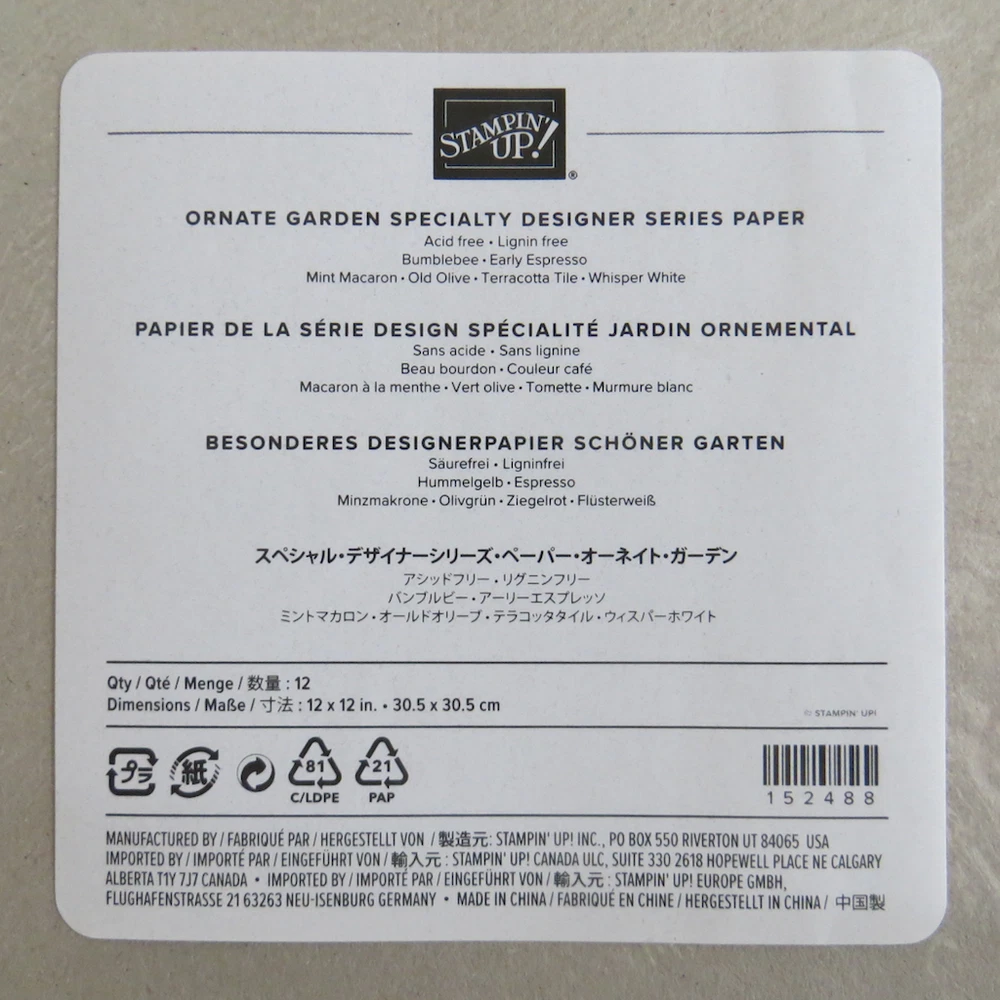 STAMPIN' UP!®
ORNATE GARDEN SPECIALTY DESIGNER SERIES PAPER
Acid free • Lignin free
Bumblebee • Early Espresso
Mint Macaron • Old Olive • Terracotta Tile • Whisper White
PAPIER DE LA SÉRIE DESIGN SPÉCIALITÉ JARDIN ORNEMENTAL
Sans acide • Sans lignine
Beau bourdon • Couleur café
Macaron à la menthe • Vert olive • Tomette • Murmure blanc
BESONDERES DESIGNERPAPIER SCHÖNER GARTEN
Säurefrei • Ligninfrei
Hummelgelb • Espresso
Minzmakrone • Olivgrün • Ziegelrot • Flüsterweiß
スペシャル・デザイナーシリーズ・ペーパー・オーネイト・ガーデン
アシッドフリー・リグニンフリー
バンブルビー・アーリーエスプレッソ
ミントマカロン・オールドオリーブ・テラコッタタイル・ウィスパーホワイト
Qty / Qté / Menge / 数量 : 12
Dimensions / Maße / 寸法 : 12 x 12 in. • 30.5 x 30.5 cm
© STAMPIN' UP!
プラ 紙 81 21
C/LDPE PAP
152488
MANUFACTURED BY / FABRIQUÉ PAR / HERGESTELLT VON / 製造元: STAMPIN' UP! INC., PO BOX 550 RIVERTON UT 84065 USA
IMPORTED BY / IMPORTÉ PAR / EINGEFÜHRT VON / 輸入元 : STAMPIN' UP! CANADA ULC, SUITE 330 2618 HOPEWELL PLACE NE CALGARY
ALBERTA T1Y 7J7 CANADA • IMPORTED BY / IMPORTÉ PAR / EINGEFÜHRT VON / 輸入元 : STAMPIN' UP! EUROPE GMBH,
FLUGHAFENSTRASSE 21 63263 NEU-ISENBURG GERMANY • MADE IN CHINA / FABRIQUÉ EN CHINE / HERGESTELLT IN CHINA / 中国製